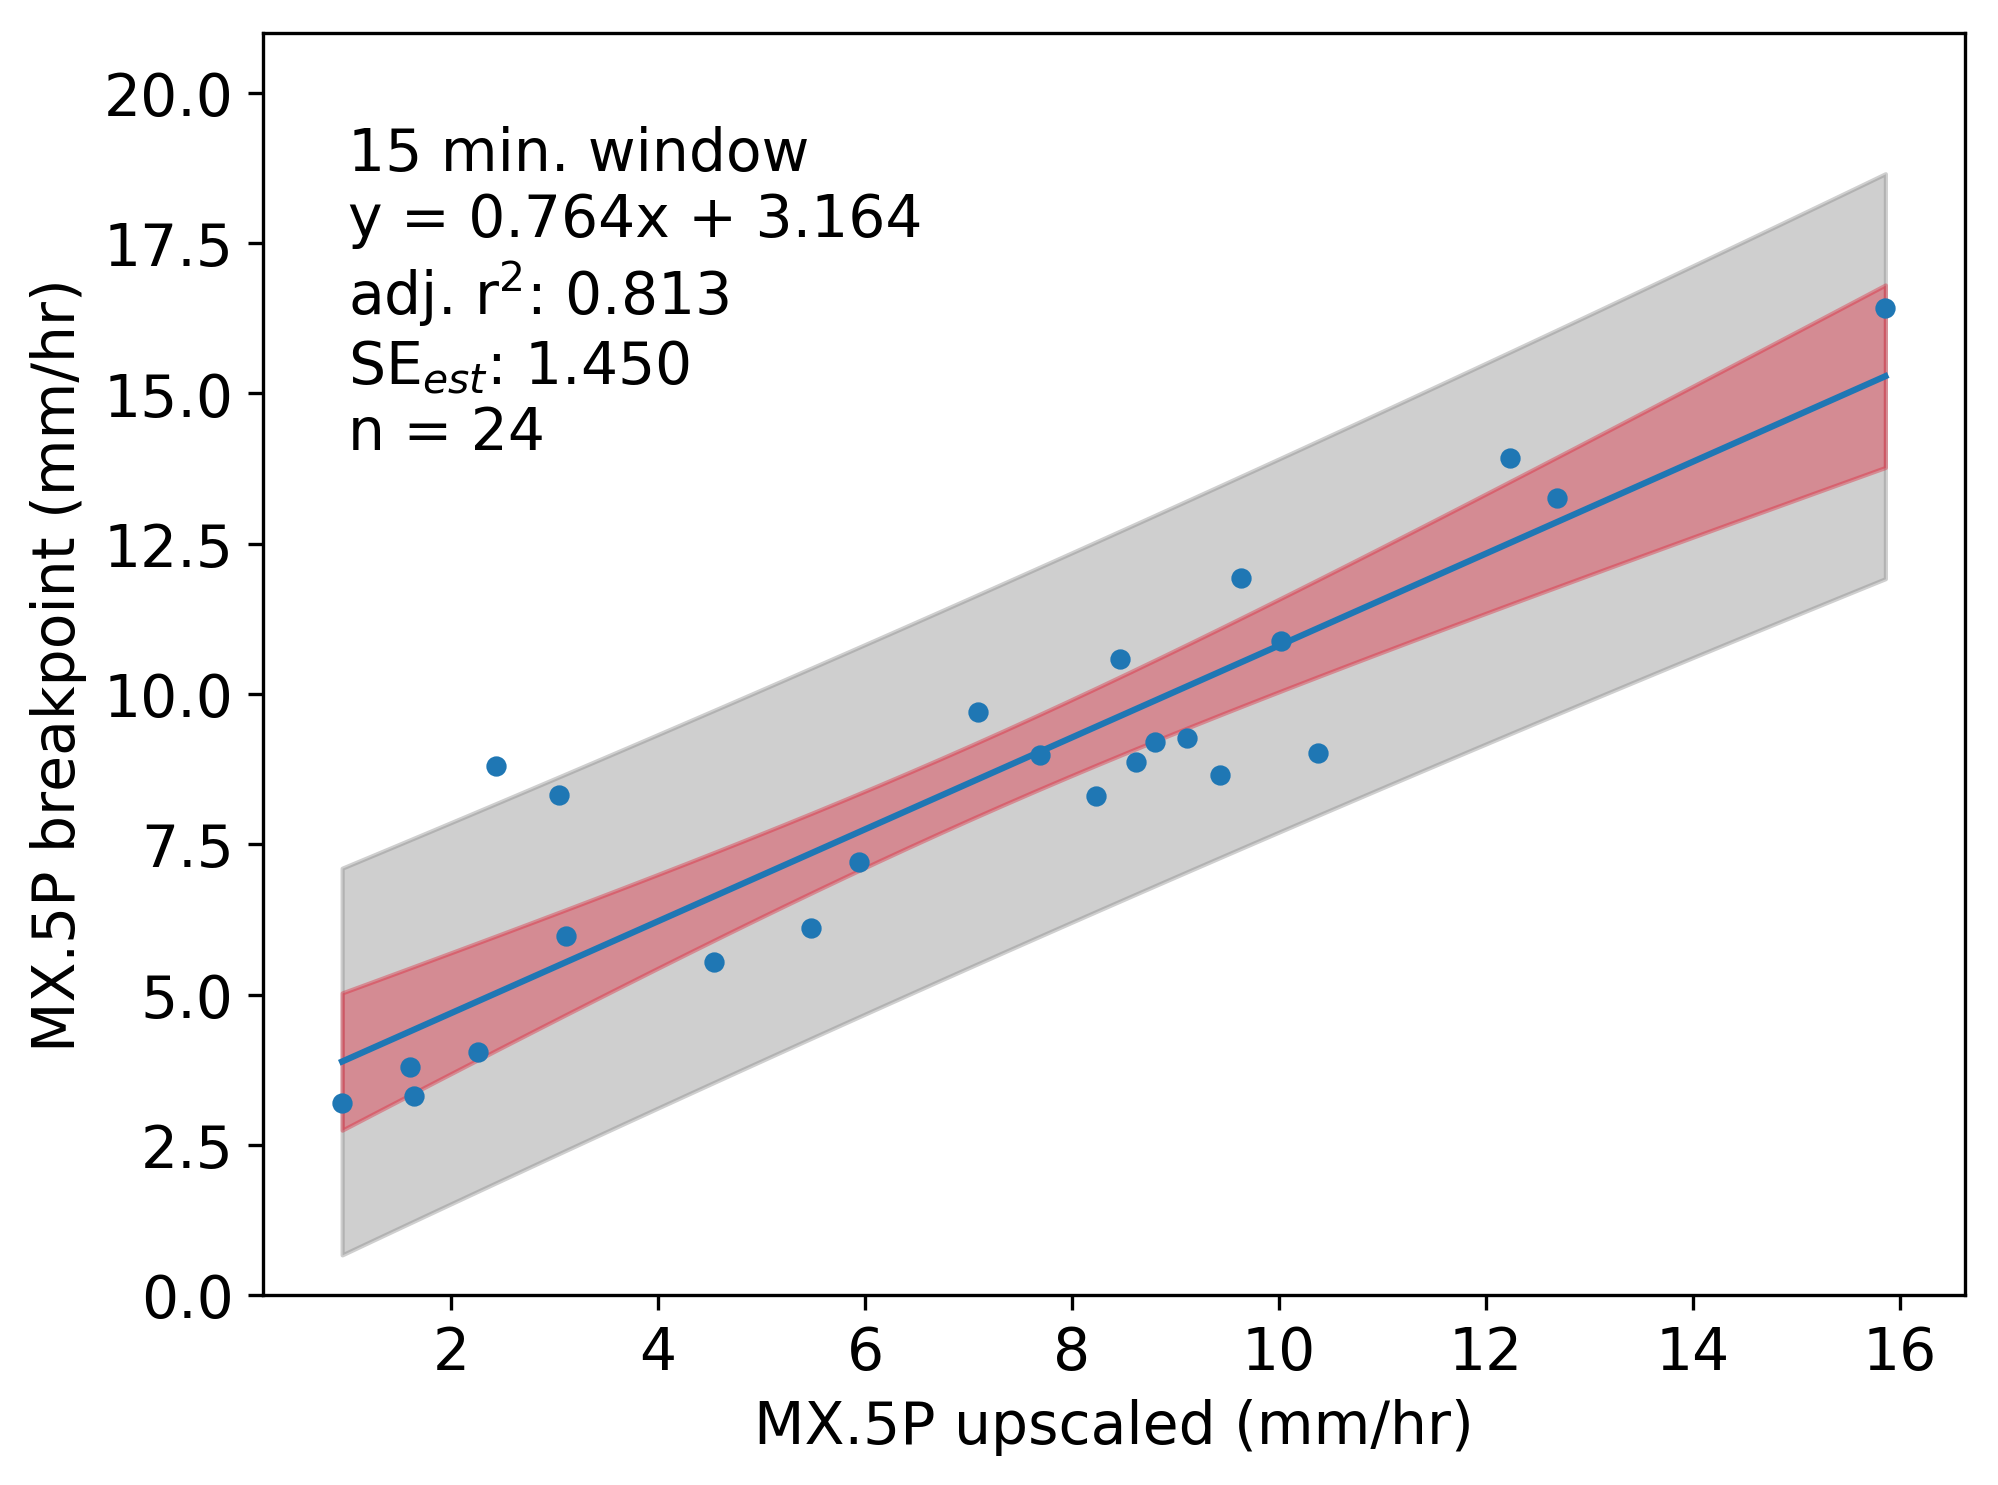 20.0
17.5
15.0
12.5
10.0
7.5
5.0
2.5
0.0
MX.5P breakpoint (mm/hr)
15 min. window
y = 0.764x + 3.164
adj. r²: 0.813
SEest: 1.450
n = 24
2 4 6 8 10 12 14 16
MX.5P upscaled (mm/hr)